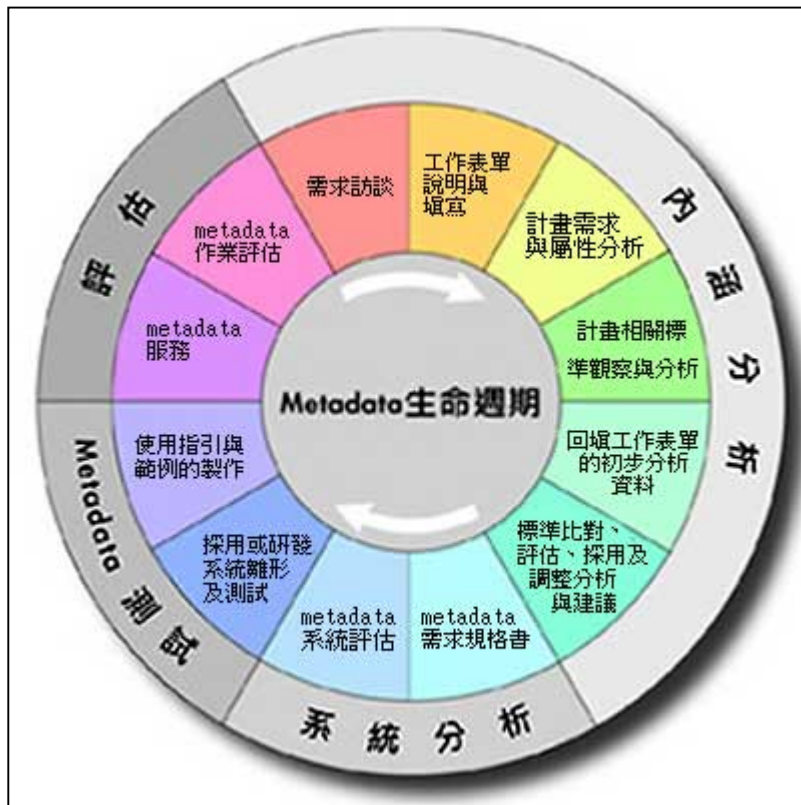 Metadata生命週期
需求訪談
工作表單
說明與
填寫
計畫需求
與屬性分析
計畫相關標
準觀察與分析
回填工作表單
的初步分析
資料
標準比對、
評估、採用及
調整分析
與建議
metadata
需求規格書
metadata
系統評估
採用或研發
系統雛形
及測試
使用指引與
範例的製作
metadata
服務
metadata
作業評估
內涵分析
系統分析
Metadata 測試
評估